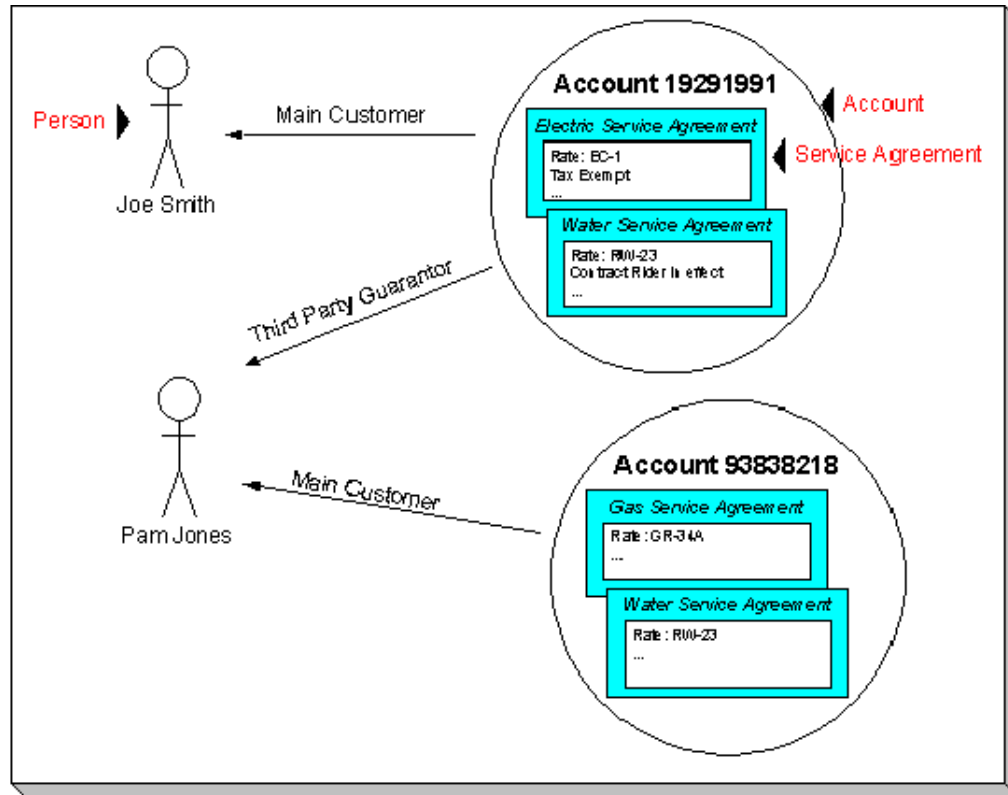 Account 19291991
Account
Person
Main Customer
Electric Service Agreement
Service Agreement
Rate: EC-1
Tax Exempt
...
Joe Smith
Water Service Agreement
Rate: RW-23
Contract Rider in effect
...
Third Party Guarantor
Account 93838218
Main Customer
Gas Service Agreement
Rate: GR-34A
...
Pam Jones
Water Service Agreement
Rate: RW-23
...